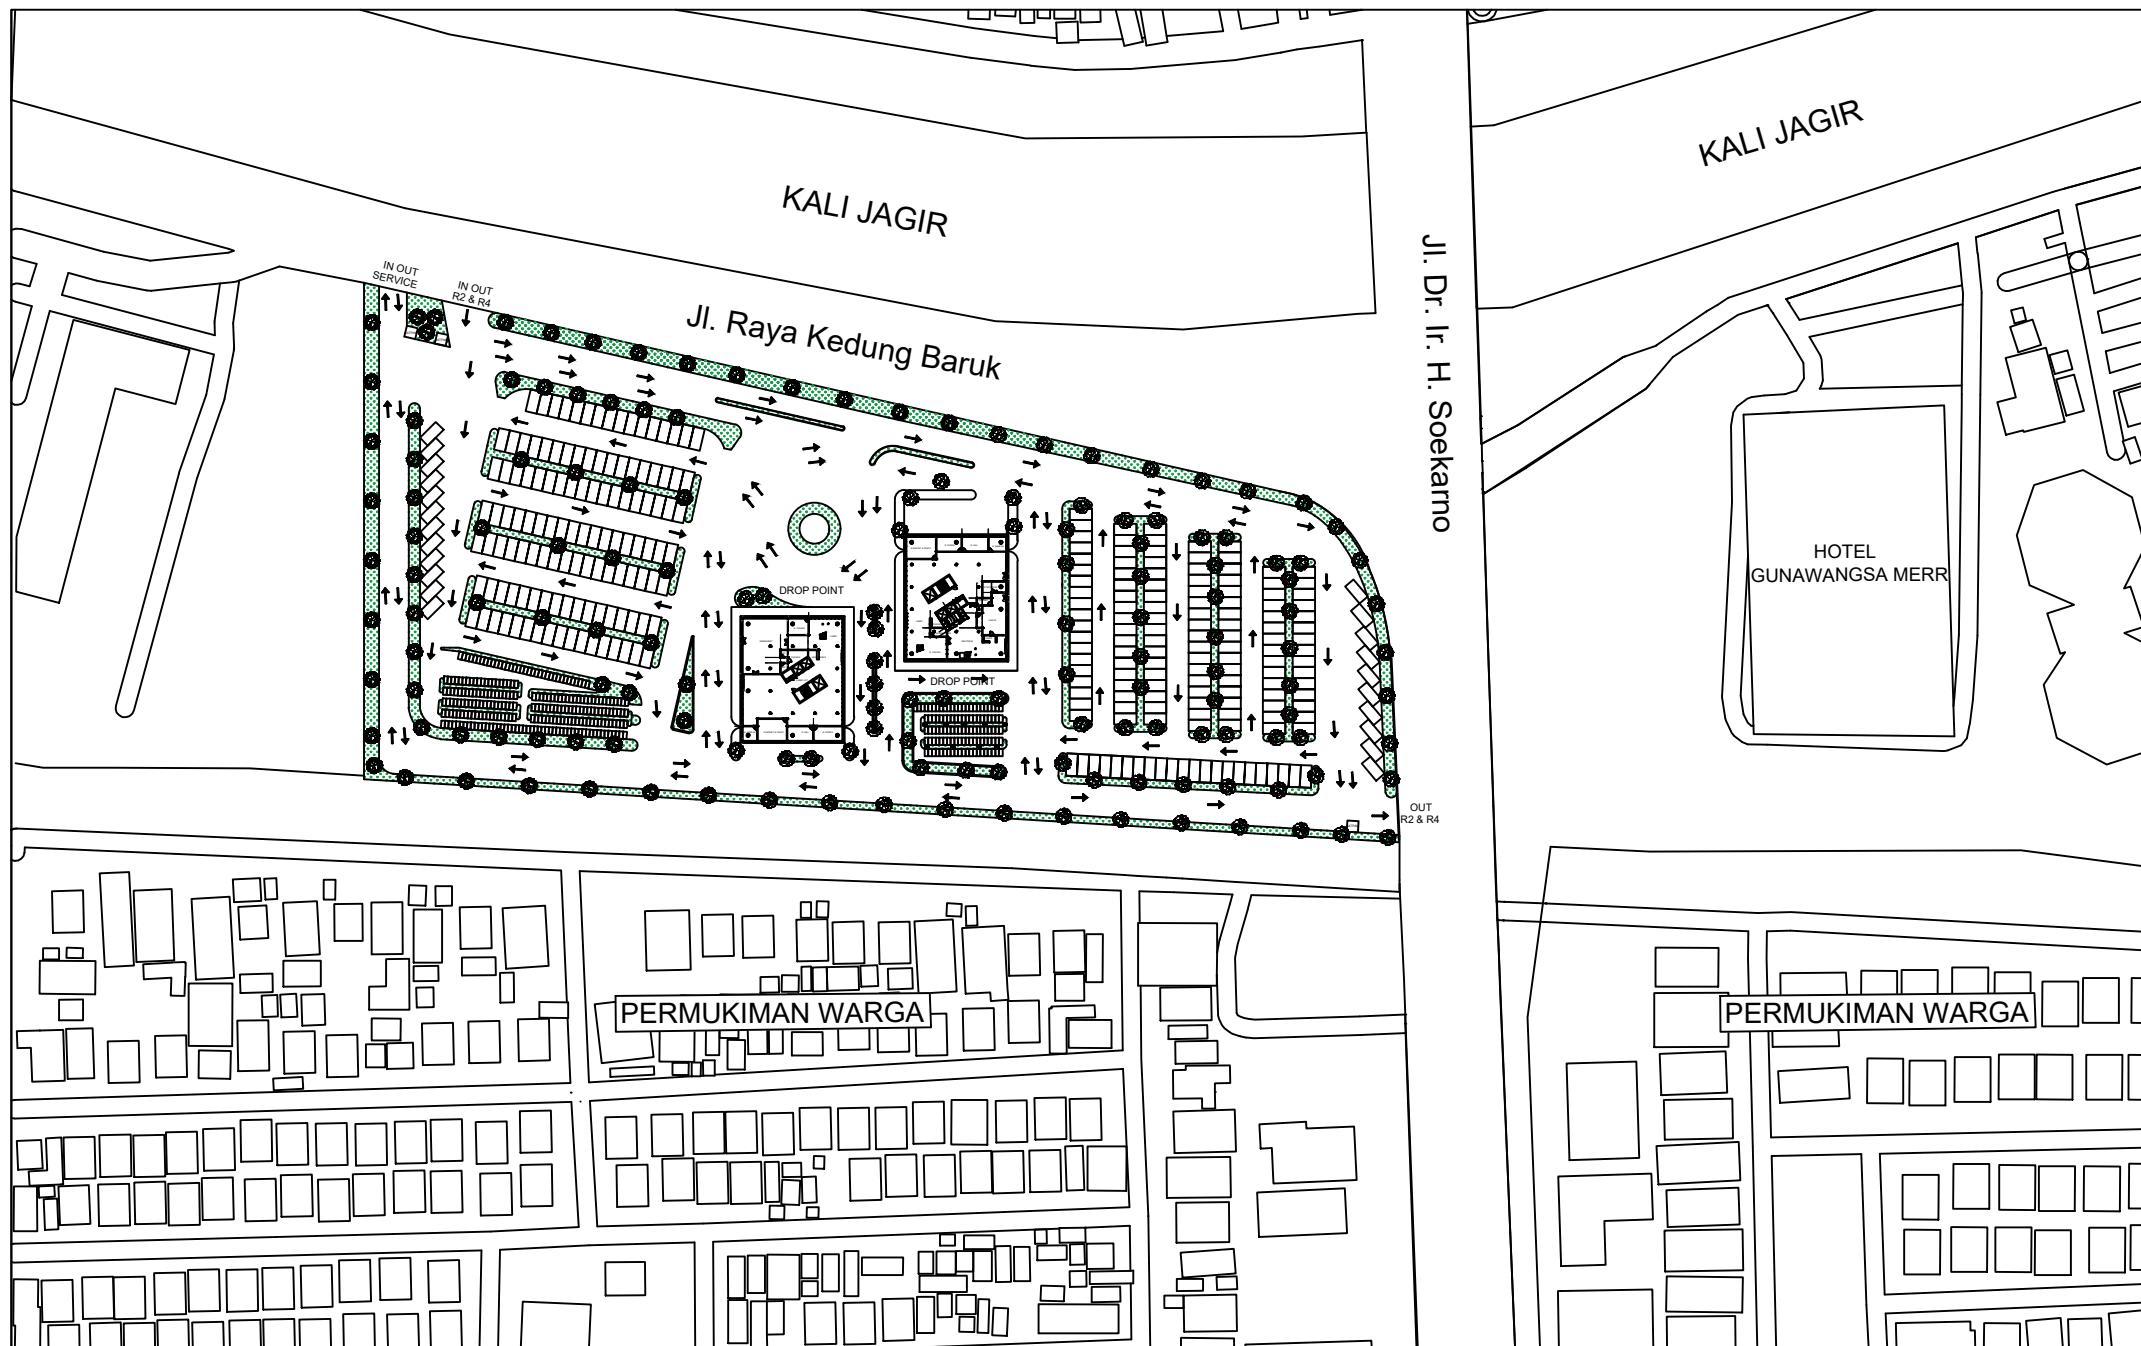 KALI JAGIR
KALI JAGIR
Jl. Dr. Ir. H. Soekarno
IN OUT
SERVICE
IN OUT
R2 & R4
Jl. Raya Kedung Baruk
HOTEL
GUNAWANGSA MERR
DROP POINT
DROP POINT
OUT
R2 & R4
PERMUKIMAN WARGA
PERMUKIMAN WARGA